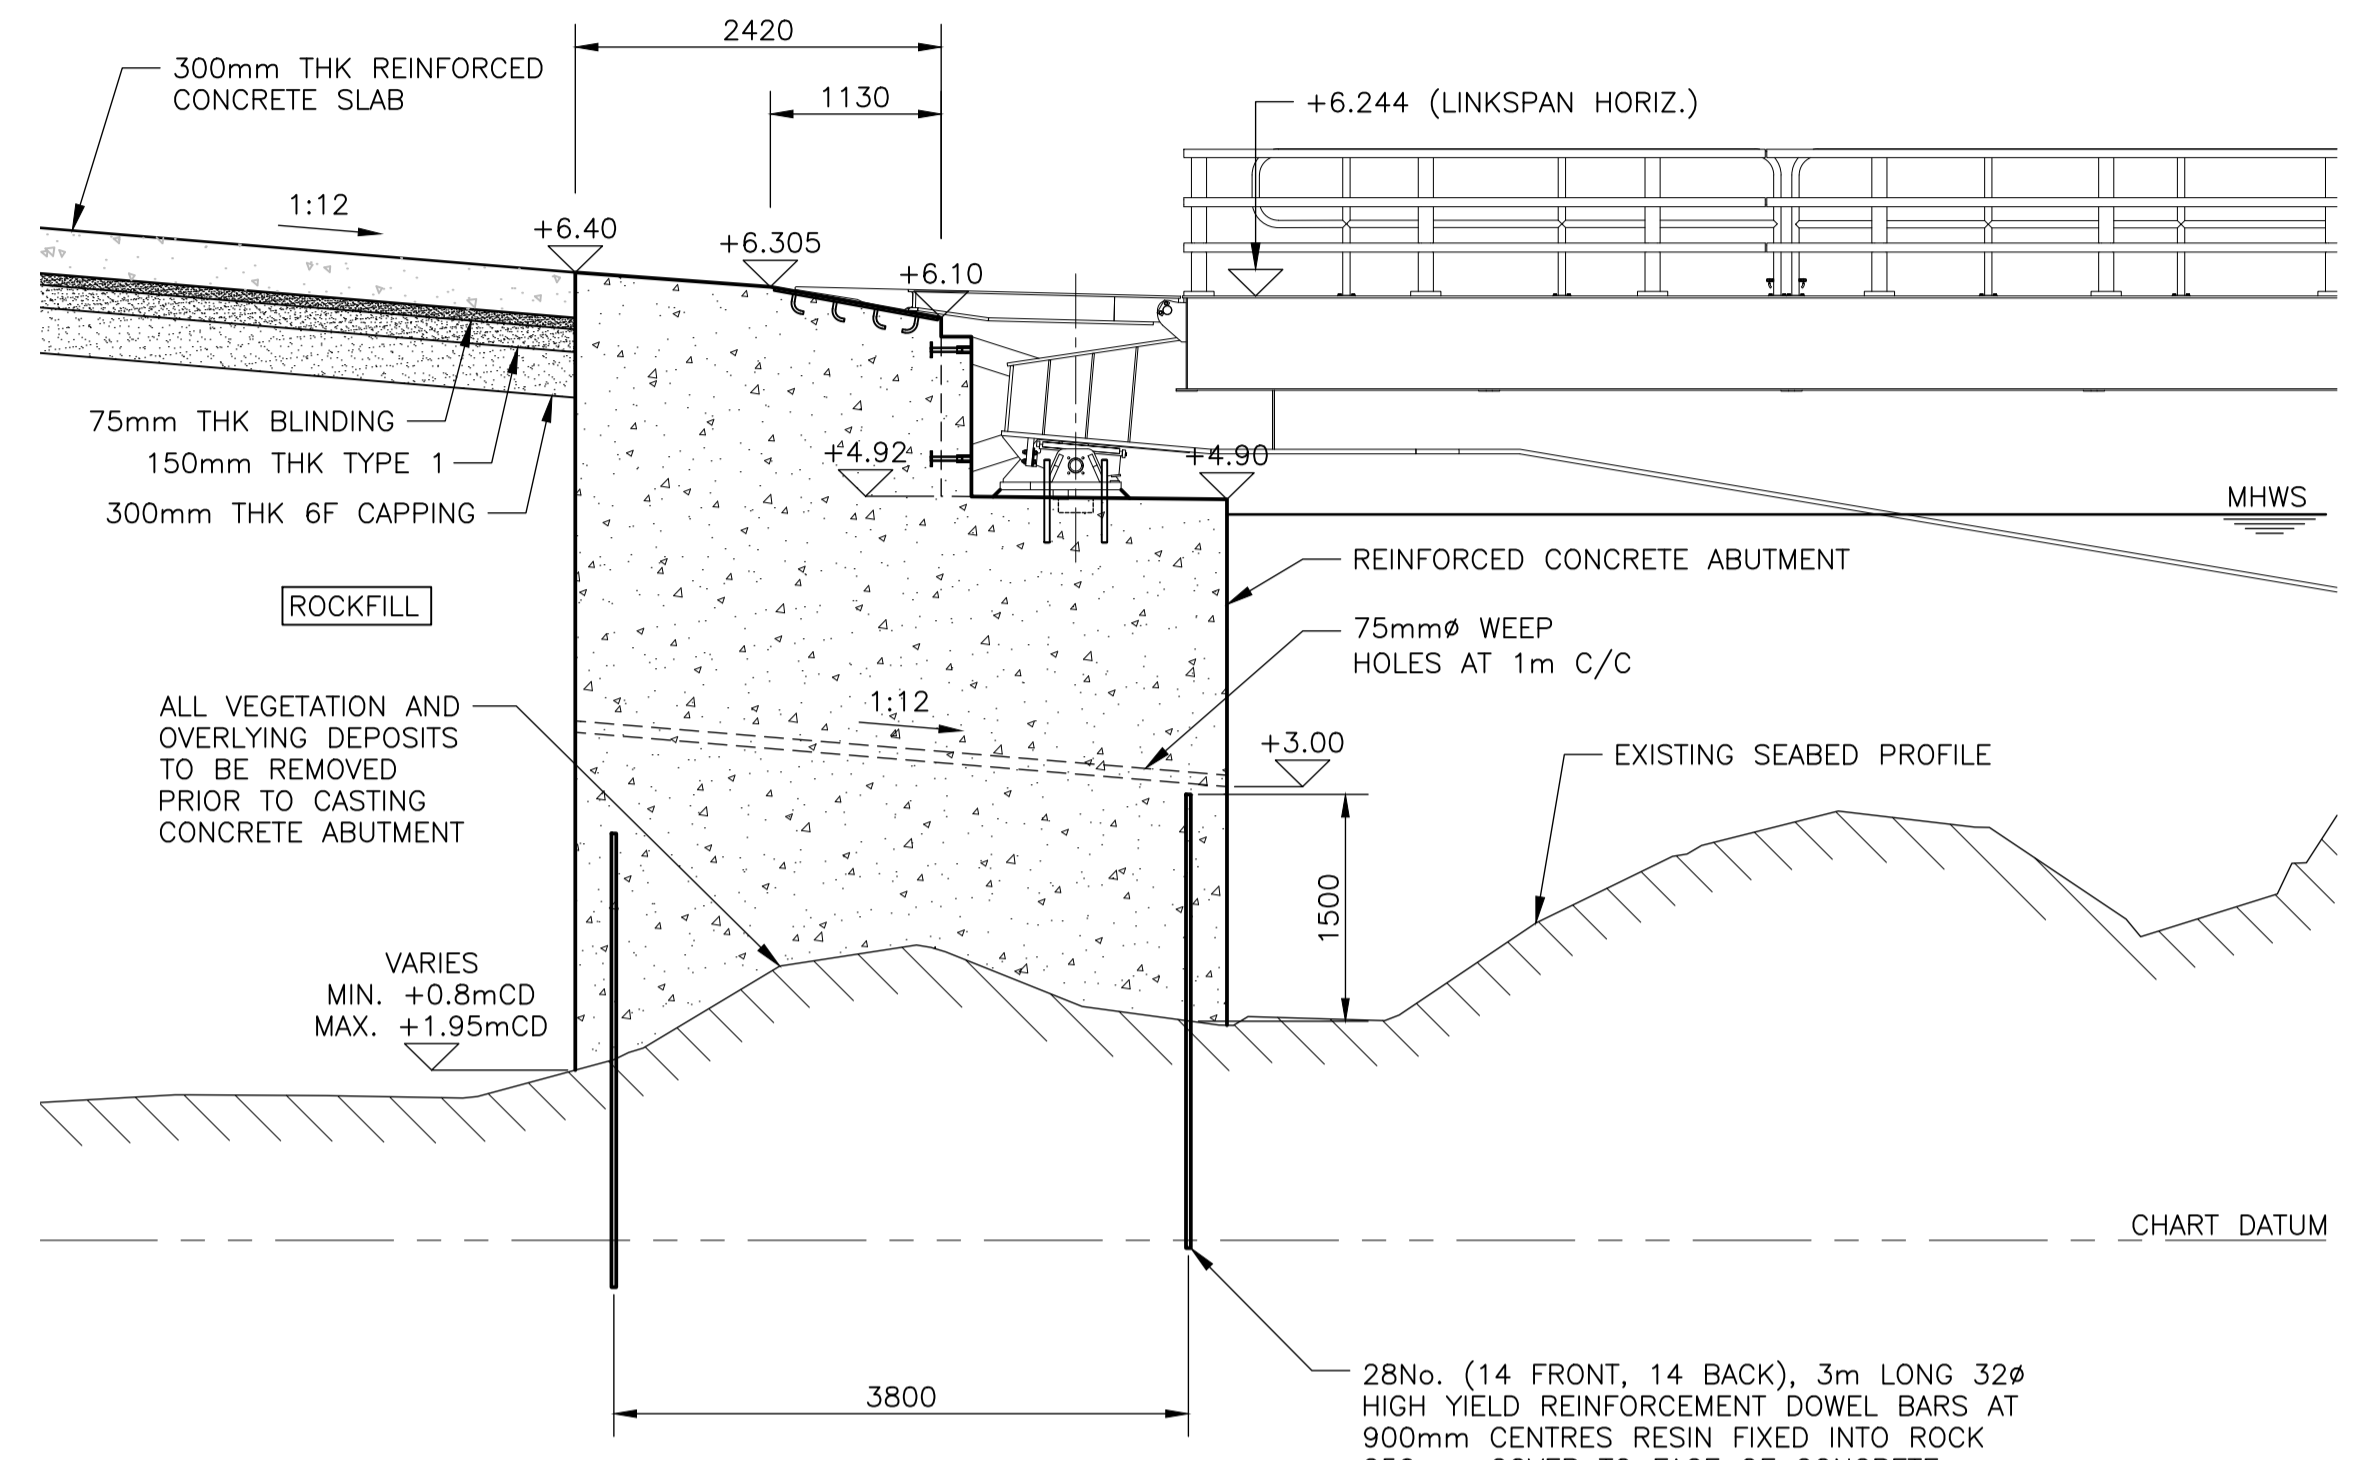 2420
300mm THK REINFORCED
CONCRETE SLAB
1130
+6.244 (LINKSPAN HORIZ.)
1:12
+6.40
+6.305
+6.10
75mm THK BLINDING
150mm THK TYPE 1
300mm THK 6F CAPPING
+4.92
+4.90
MHWS
REINFORCED CONCRETE ABUTMENT
ROCKFILL
75mmø WEEP
HOLES AT 1m C/C
ALL VEGETATION AND
OVERLYING DEPOSITS
TO BE REMOVED
PRIOR TO CASTING
CONCRETE ABUTMENT
1:12
+3.00
EXISTING SEABED PROFILE
1500
VARIES
MIN. +0.8mCD
MAX. +1.95mCD
CHART DATUM
3800
28No. (14 FRONT, 14 BACK), 3m LONG 32ø
HIGH YIELD REINFORCEMENT DOWEL BARS AT
900mm CENTRES RESIN FIXED INTO ROCK